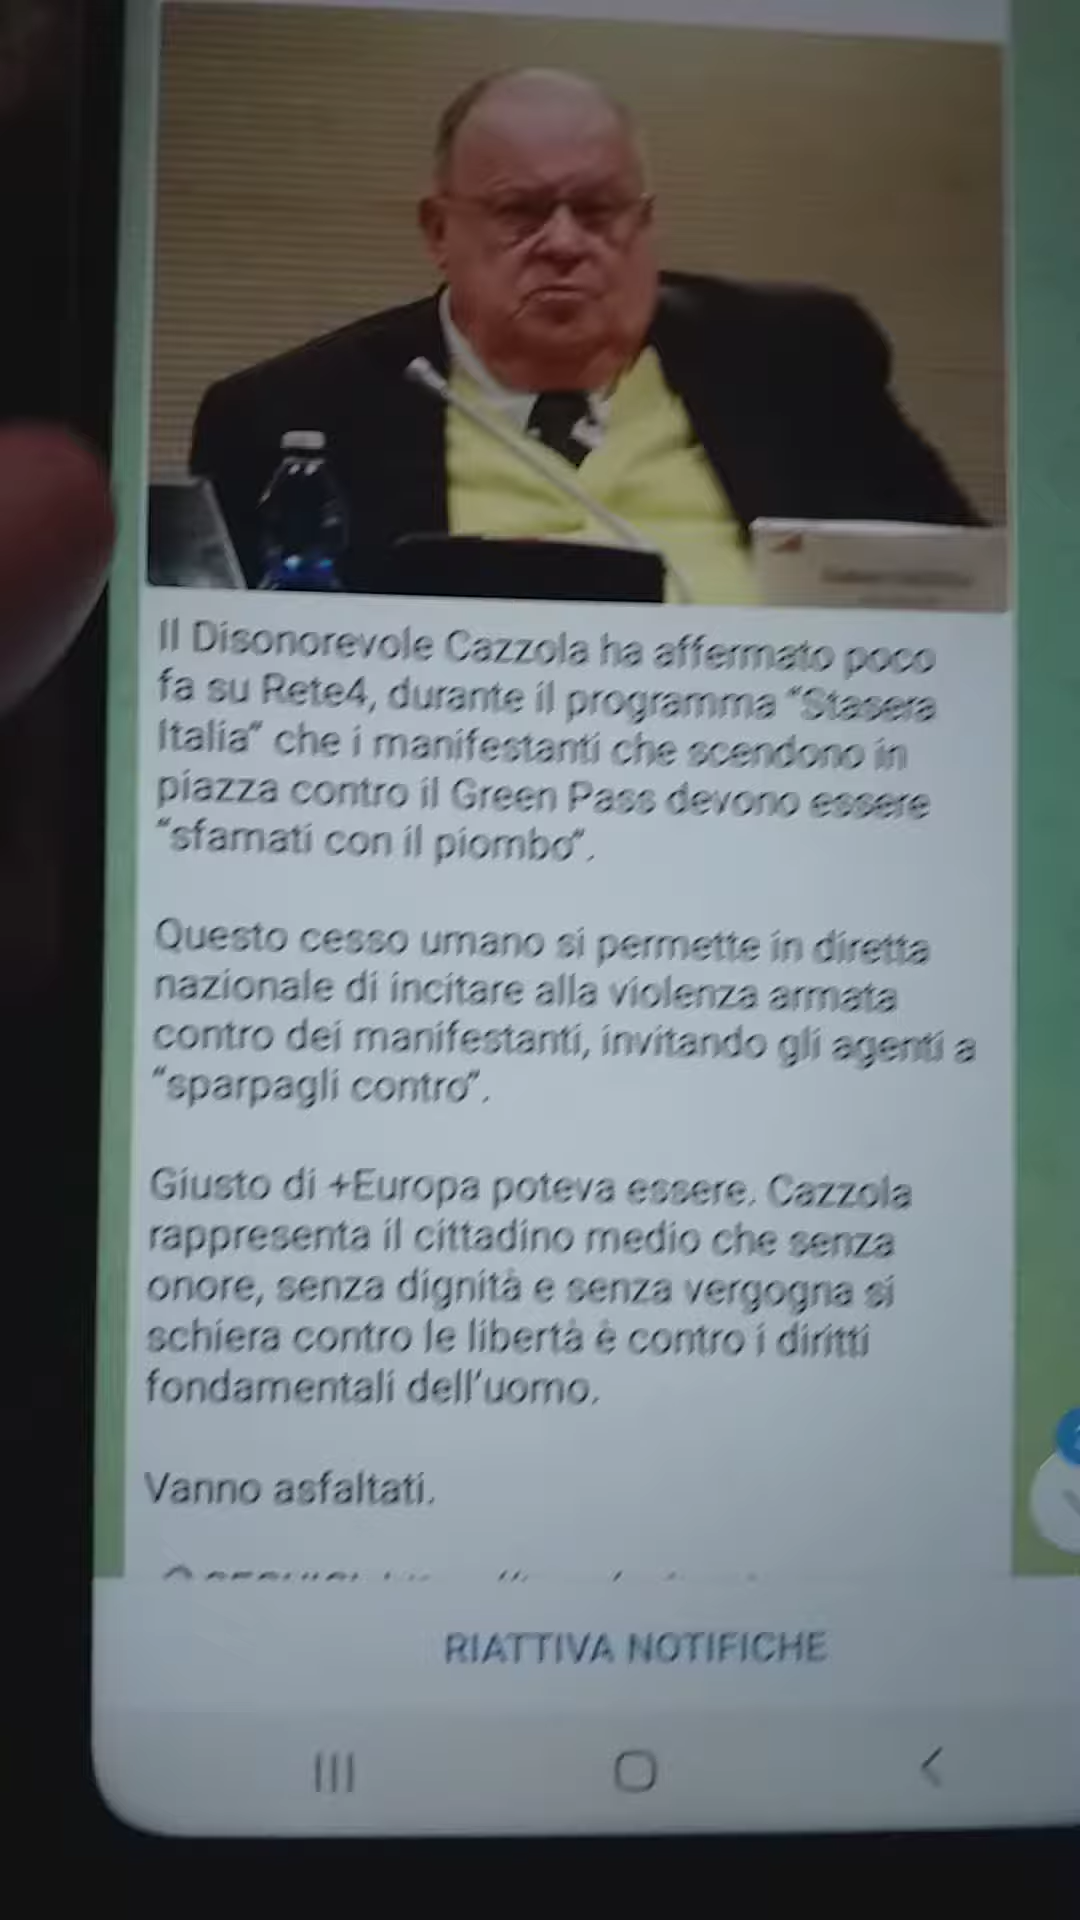 Il Disonorevole Cazzola ha affermato poco
fa su Rete4, durante il programma "Stasera
Italia" che i manifestanti che scendono in
piazza contro il Green Pass devono essere
"sfamati con il piombo".
Questo cesso umano si permette in diretta
nazionale di incitare alla violenza armata
contro dei manifestanti, invitando gli agenti a
"sparpagli contro".
Giusto di +Europa poteva essere. Cazzola
rappresenta il cittadino medio che senza
onore, senza dignità e senza vergogna si
schiera contro le libertà è contro i diritti
fondamentali dell'uomo.
Vanno asfaltati.
RIATTIVA NOTIFICHE